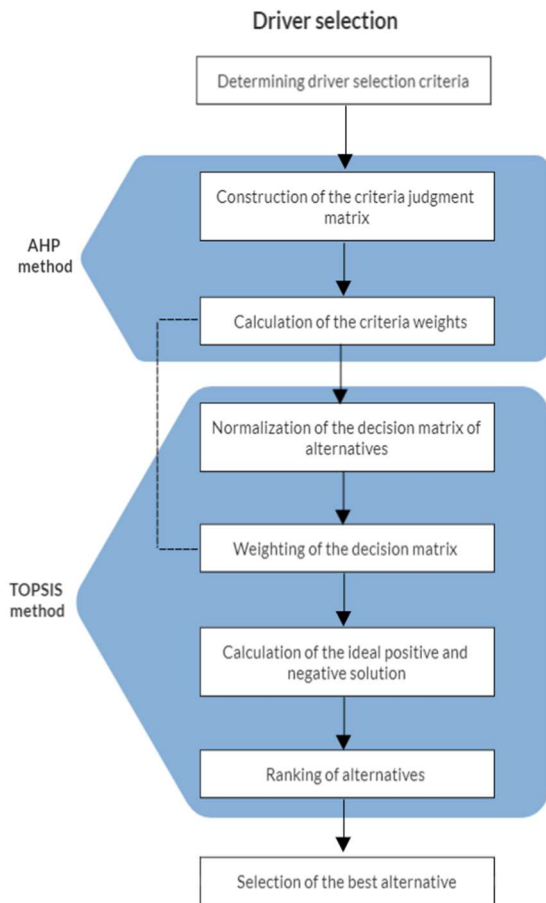 Driver selection
Determining driver selection criteria
AHP
method
Construction of the criteria judgment
matrix
Calculation of the criteria weights
TOPSIS
method
Normalization of the decision matrix of
alternatives
Weighting of the decision matrix
Calculation of the ideal positive and
negative solution
Ranking of alternatives
Selection of the best alternative